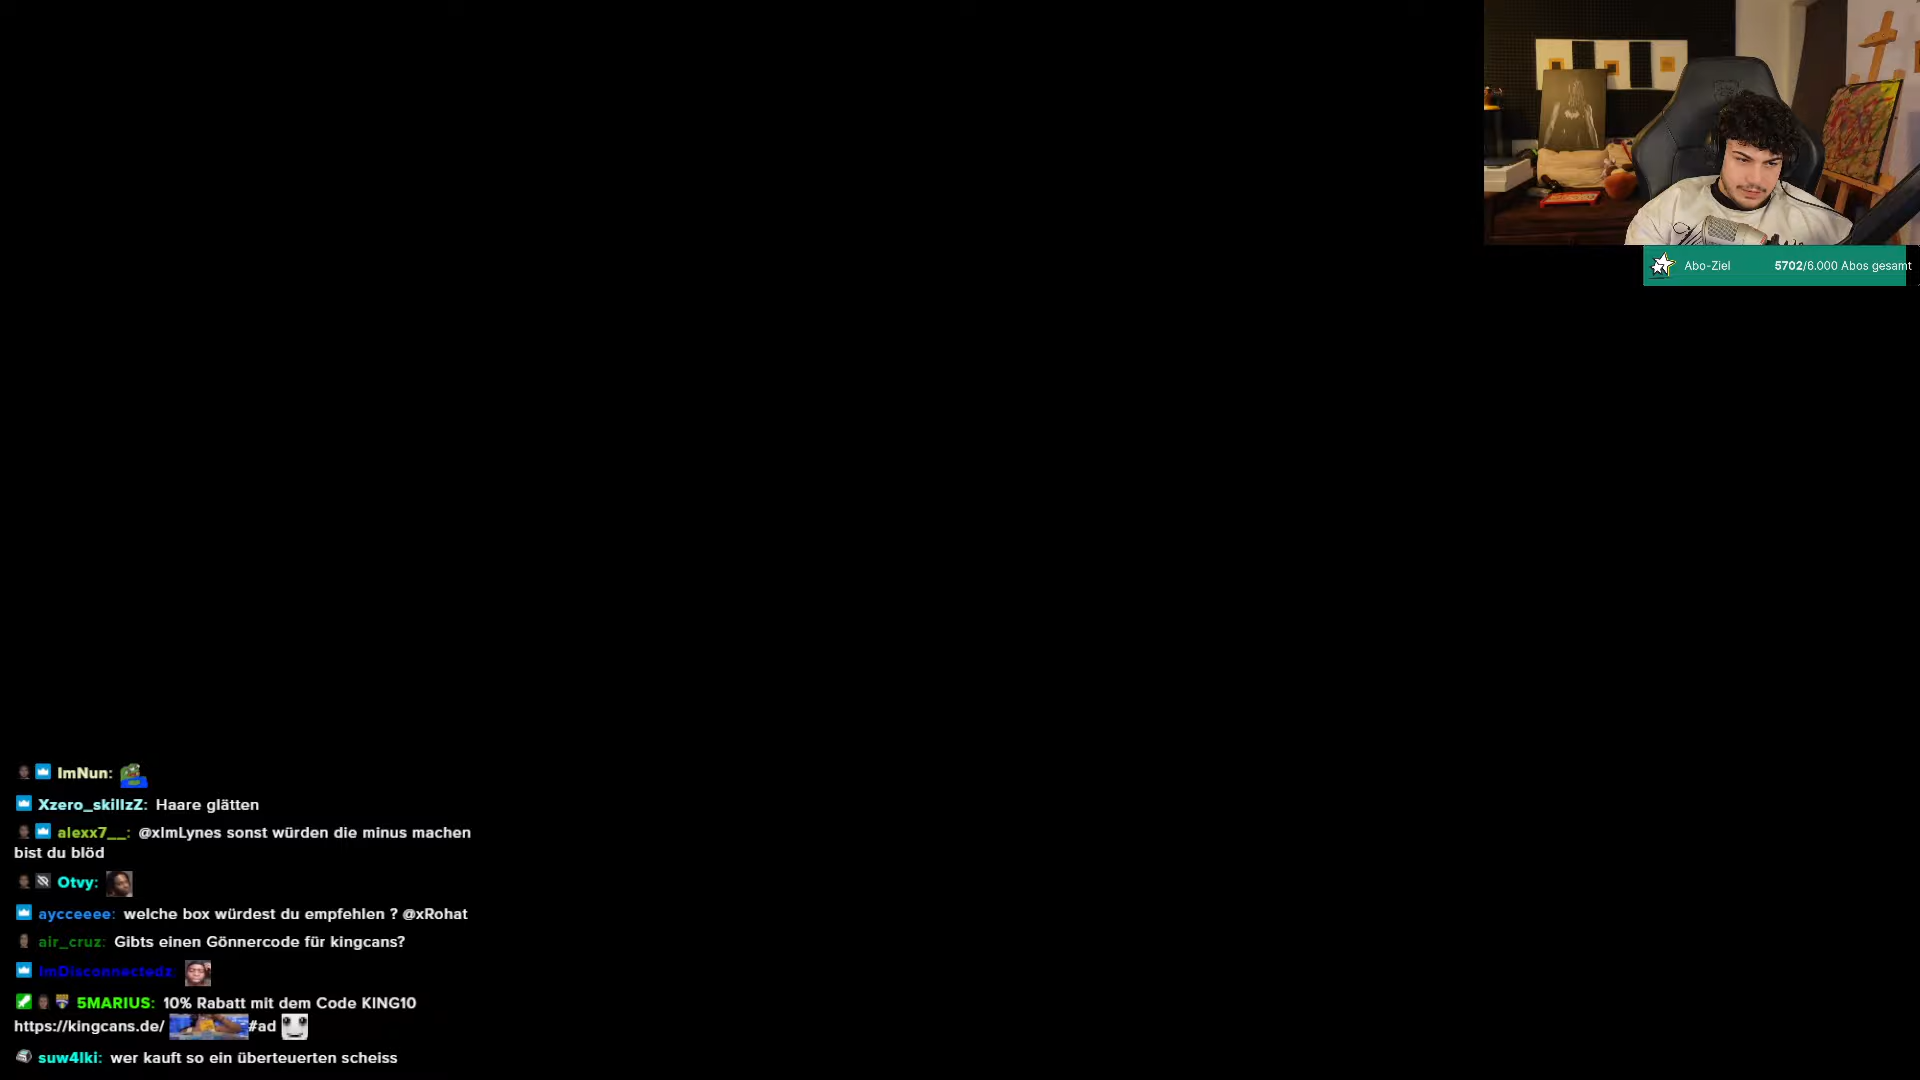 Abo-Ziel 5702/6.000 Abos gesamt
ImNun:
Xzero_skillzZ: Haare glätten
alexx7__: @xImLynes sonst würden die minus machen
bist du blöd
Otvy:
aycceeee: welche box würdest du empfehlen ? @xRohat
air_cruz: Gibts einen Gönnercode für kingcans?
ImDisconnectedz:
5MARIUS: 10% Rabatt mit dem Code KING10
https://kingcans.de/ #ad
suw4lki: wer kauft so ein überteuerten scheiss